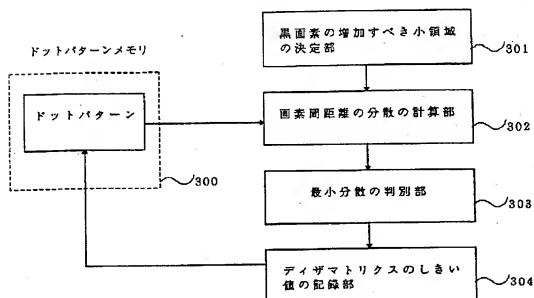 黒画素の増加すべき小領域
の決定部
301
ドットパターンメモリ
ドットパターン
画素間距離の分散の計算部
302
300
最小分散の判別部
303
ディザマトリクスのしきい
値の記録部
304